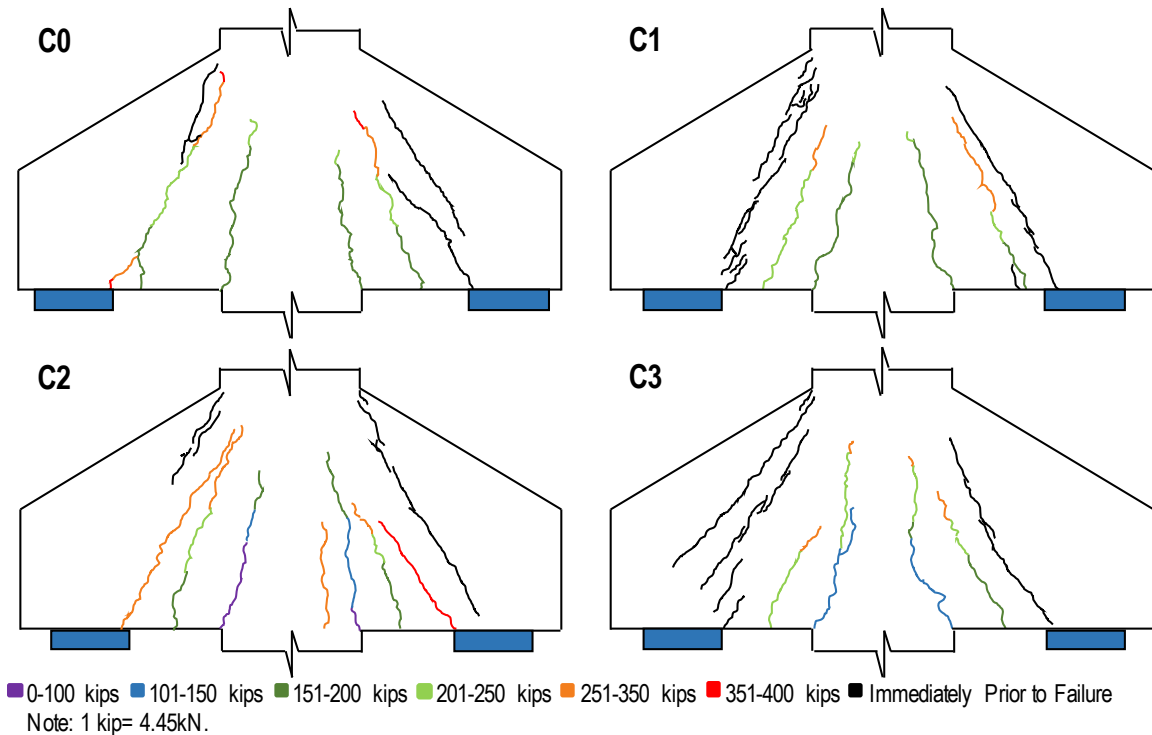 C0
C1
C2
C3
0-100 kips 101-150 kips 151-200 kips 201-250 kips 251-350 kips 351-400 kips Immediately Prior to Failure
Note: 1 kip= 4.45kN.